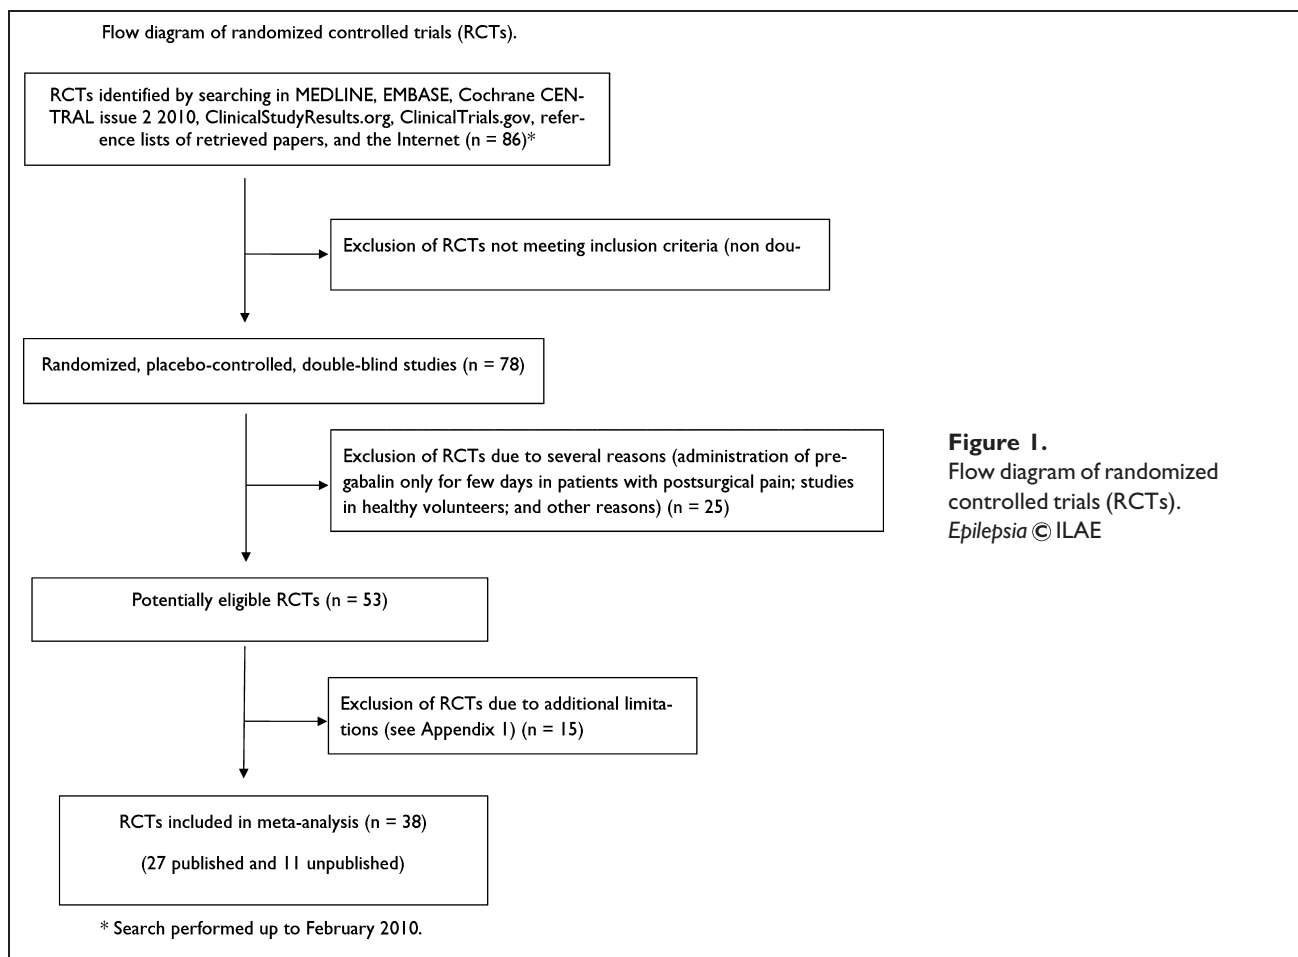 Flow diagram of randomized controlled trials (RCTs).
RCTs identified by searching in MEDLINE, EMBASE, Cochrane CEN-
TRAL issue 2 2010, ClinicalStudyResults.org, ClinicalTrials.gov, refer-
ence lists of retrieved papers, and the Internet (n = 86)*
Exclusion of RCTs not meeting inclusion criteria (non dou-
Randomized, placebo-controlled, double-blind studies (n = 78)
Exclusion of RCTs due to several reasons (administration of pre-
gabalin only for few days in patients with postsurgical pain; studies
in healthy volunteers; and other reasons) (n = 25)
Potentially eligible RCTs (n = 53)
Exclusion of RCTs due to additional limita-
tions (see Appendix 1) (n = 15)
RCTs included in meta-analysis (n = 38)
(27 published and 11 unpublished)
* Search performed up to February 2010.
Figure 1.
Flow diagram of randomized
controlled trials (RCTs).
Epilepsia © ILAE